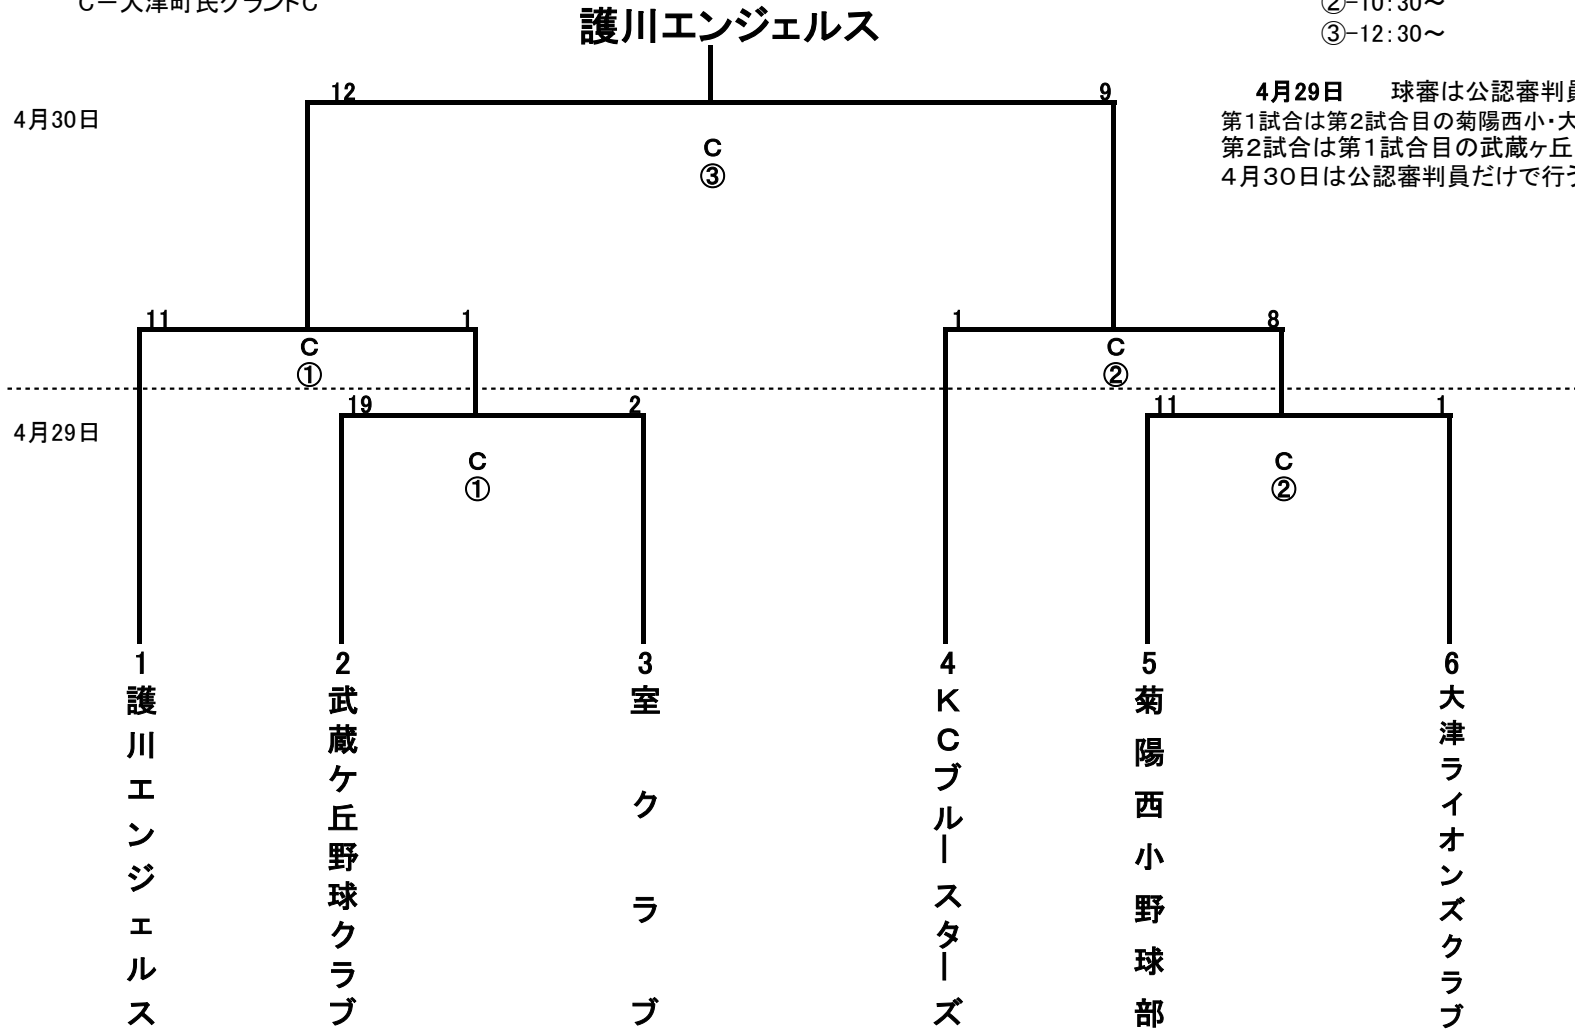 C－大津町民グランドC
護川エンジェルス
②-10:30～
③-12:30～
4月29日　球審は公認審判員
第1試合は第2試合目の菊陽西小・大
第2試合は第1試合目の武蔵ヶ丘
4月30日は公認審判員だけで行う
12
9
4月30日
C
③
11
1
1
8
C
①
C
②
4月29日
19
2
11
1
C
①
C
②
1
2
3
4
5
6
護川エンジェルス
武蔵ケ丘野球クラブ
室クラブ
KCブルースターズ
菊陽西小野球部
大津ライオンズクラブ